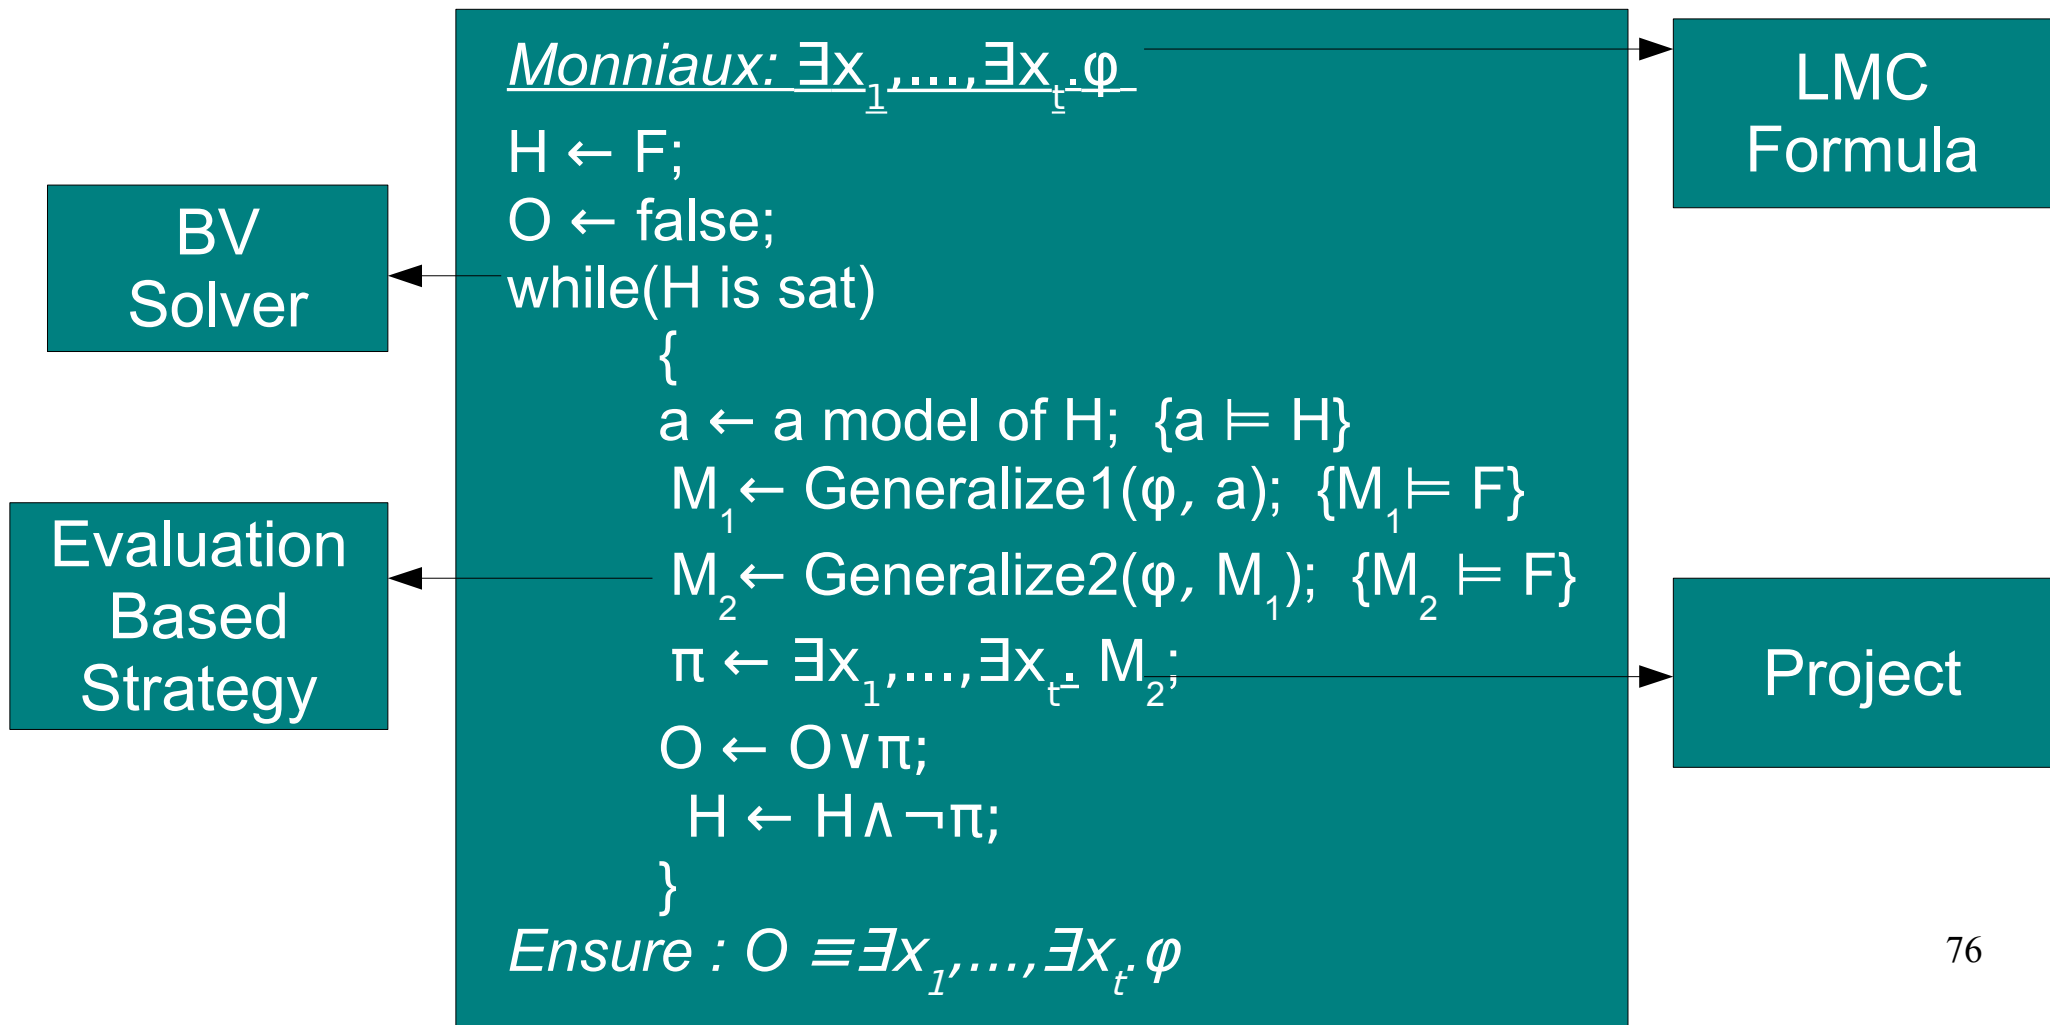 Monniaux: ∃x₁,...,∃xₜ.φ
H ← F;
O ← false;
while(H is sat)
{
a ← a model of H; {a ⊨ H}
M₁← Generalize1(φ, a); {M₁⊨ F}
M₂← Generalize2(φ, M₁); {M₂ ⊨ F}
π ← ∃x₁,...,∃xₜ. M₂;
O ← O∨π;
H ← H∧¬π;
}
Ensure : O ≡∃x₁,...,∃xₜ.φ
BV
Solver
Evaluation
Based
Strategy
LMC
Formula
Project
76